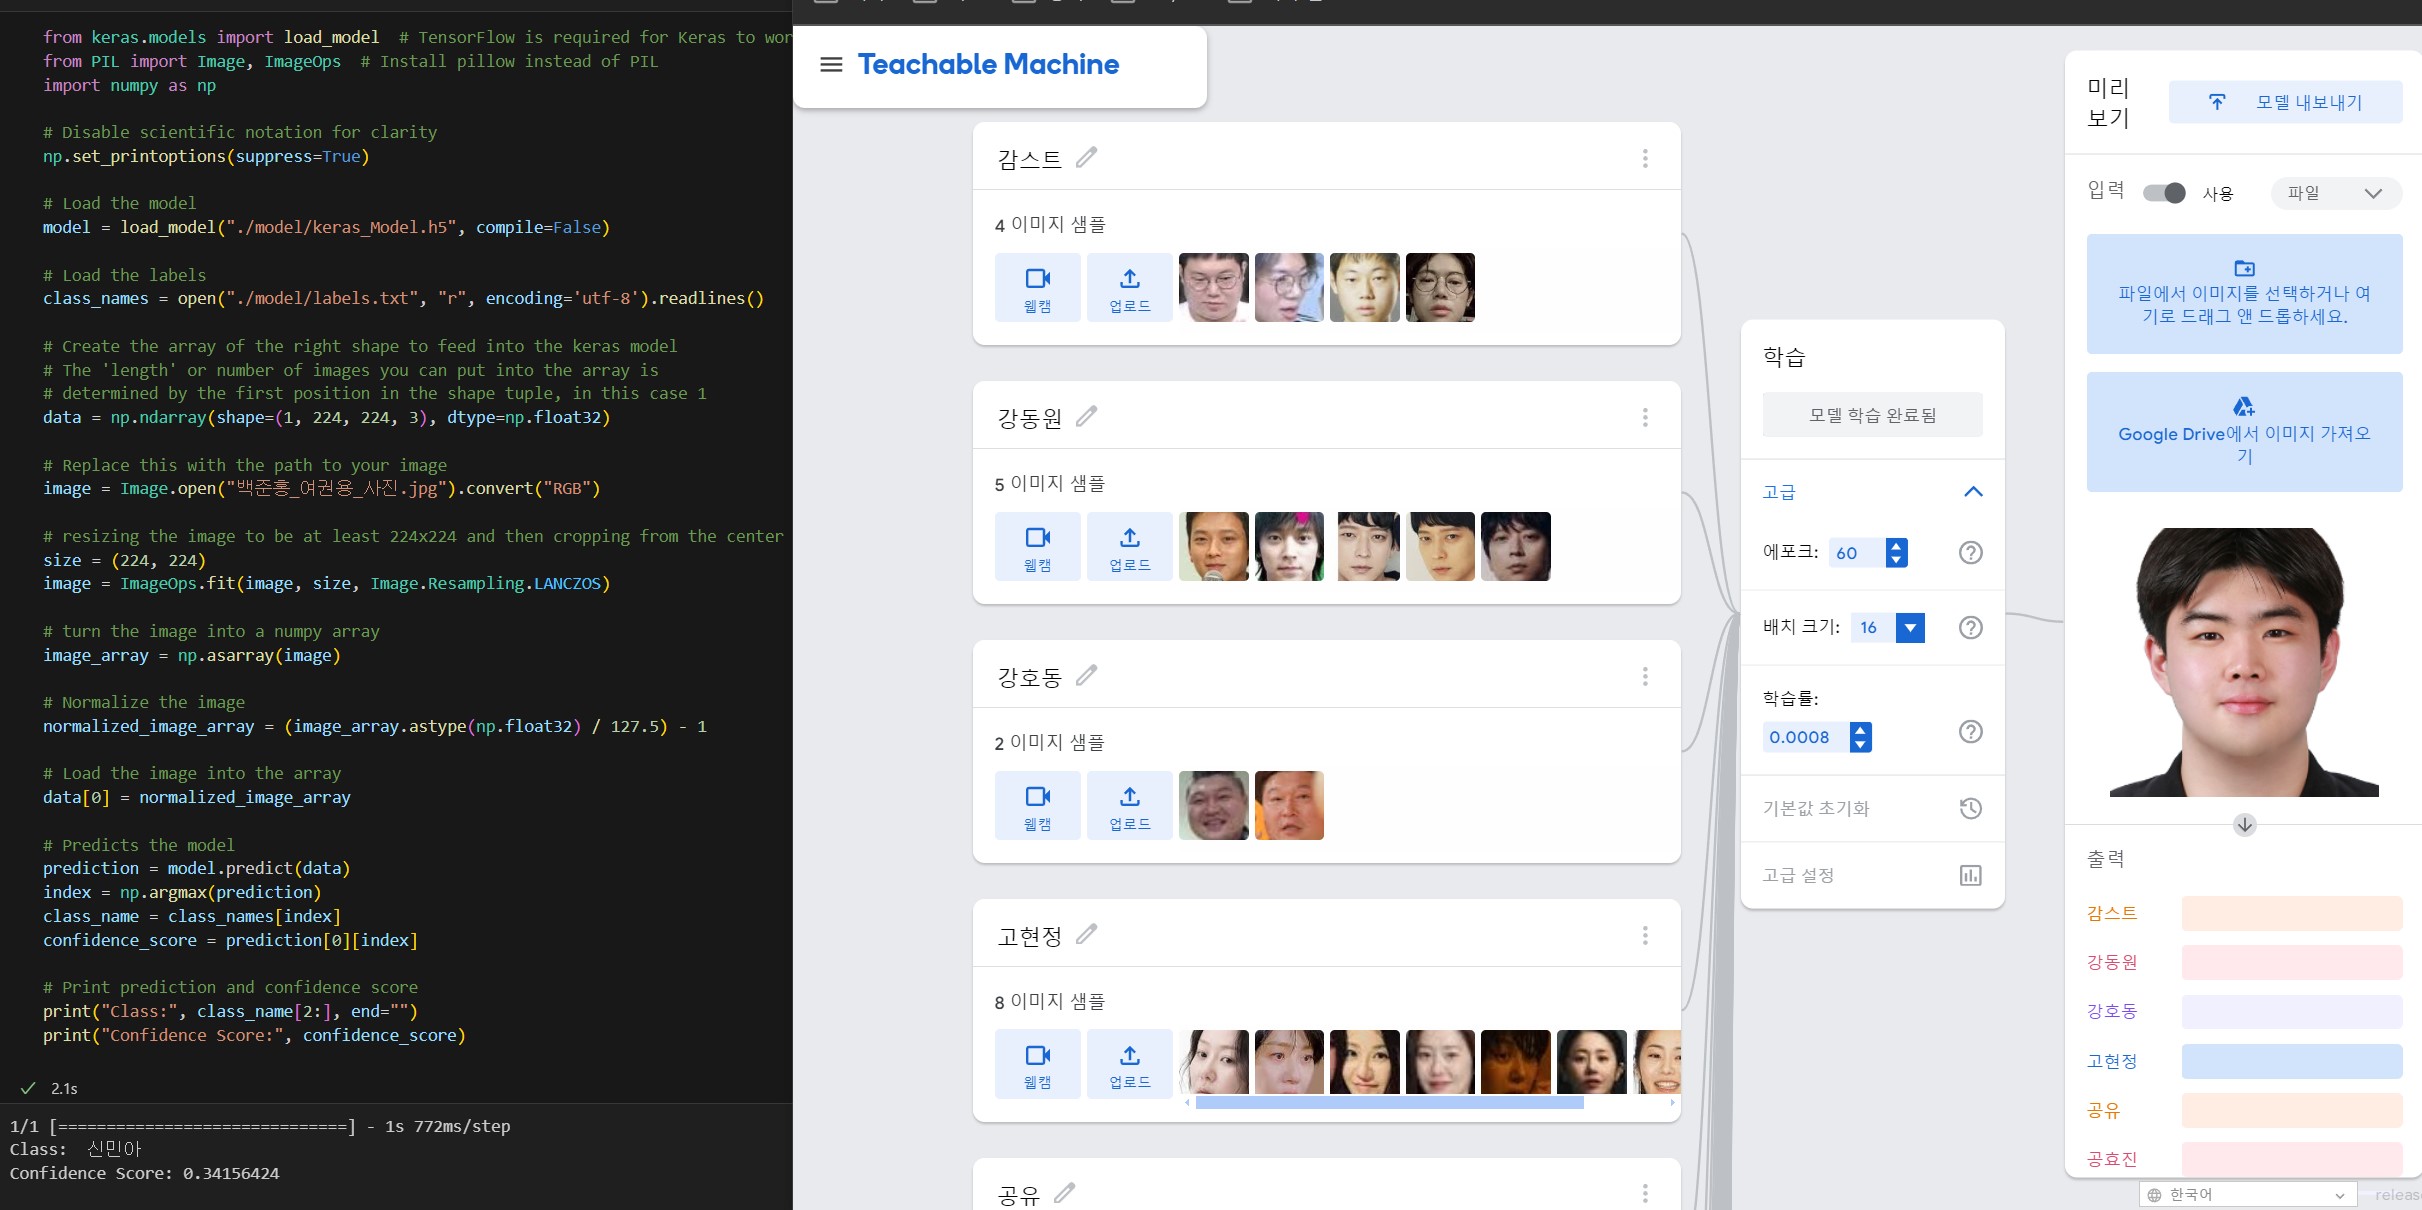 from keras.models import load_model  # TensorFlow is required for Keras to wor
from PIL import Image, ImageOps  # Install pillow instead of PIL
import numpy as np
# Disable scientific notation for clarity
np.set_printoptions(suppress=True)
# Load the model
model = load_model("./model/keras_Model.h5", compile=False)
# Load the labels
class_names = open("./model/labels.txt", "r", encoding='utf-8').readlines()
# Create the array of the right shape to feed into the keras model
# The 'length' or number of images you can put into the array is
# determined by the first position in the shape tuple, in this case 1
data = np.ndarray(shape=(1, 224, 224, 3), dtype=np.float32)
# Replace this with the path to your image
image = Image.open("백준흠_여권용_사진.jpg").convert("RGB")
# resizing the image to be at least 224x224 and then cropping from the center
size = (224, 224)
image = ImageOps.fit(image, size, Image.Resampling.LANCZOS)
# turn the image into a numpy array
image_array = np.asarray(image)
# Normalize the image
normalized_image_array = (image_array.astype(np.float32) / 127.5) - 1
# Load the image into the array
data[0] = normalized_image_array
# Predicts the model
prediction = model.predict(data)
index = np.argmax(prediction)
class_name = class_names[index]
confidence_score = prediction[0][index]
# Print prediction and confidence score
print("Class:", class_name[2:], end="")
print("Confidence Score:", confidence_score)
2.1s
1/1 [==============================] - 1s 772ms/step
Class:  신민아
Confidence Score: 0.34156424
Teachable Machine
감스트
4 이미지 샘플
웹캠
업로드
강동원
5 이미지 샘플
웹캠
업로드
강호동
2 이미지 샘플
웹캠
업로드
고현정
8 이미지 샘플
웹캠
업로드
공유
학습
모델 학습 완료됨
고급
에포크: 60
배치 크기: 16
학습률:
0.0008
기본값 초기화
고급 설정
미리
보기
모델 내보내기
입력
사용
파일
파일에서 이미지를 선택하거나 여
기로 드래그 앤 드롭하세요.
Google Drive에서 이미지 가져오
기
출력
감스트
강동원
강호동
고현정
공유
공효진
한국어
releas